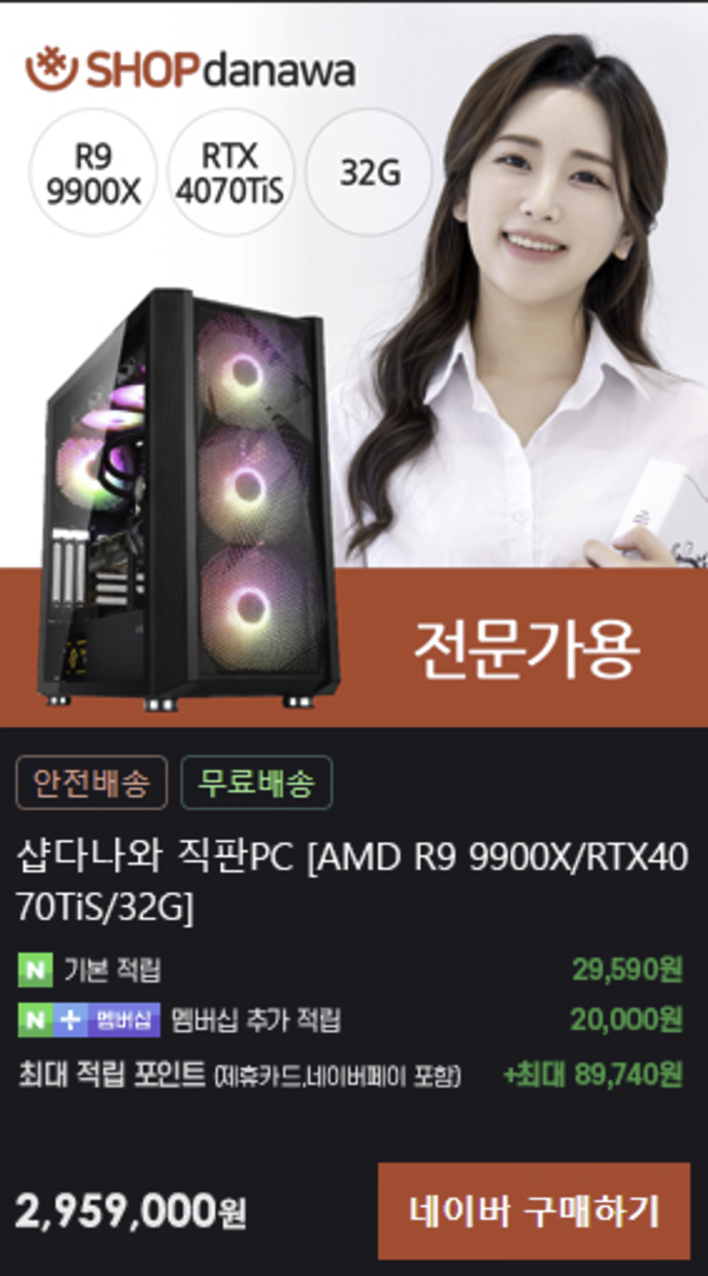 SHOPdanawa
R9
9900X
RTX
4070TiS
32G
전문가용
안전배송 무료배송
샵다나와 직판PC [AMD R9 9900X/RTX40
70TiS/32G]
N 기본 적립 29,590원
N + 멤버십 멤버십 추가 적립 20,000원
최대 적립 포인트 (제휴카드,네이버페이 포함) +최대 89,740원
2,959,000원 네이버 구매하기